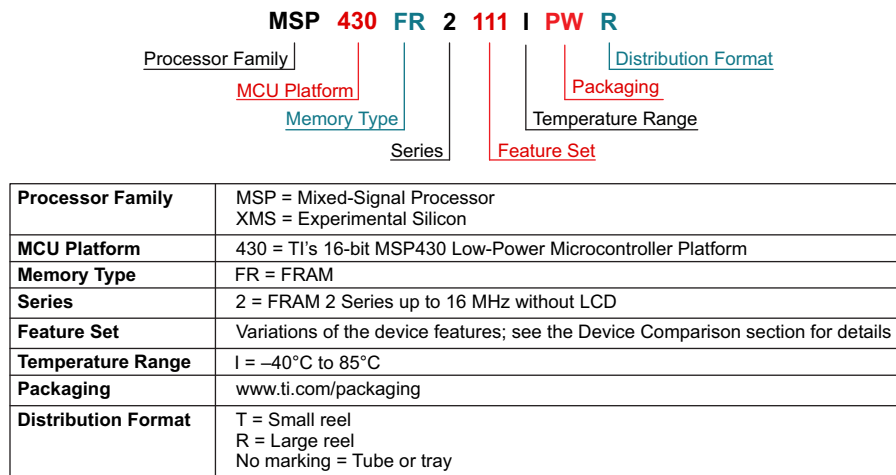 MSP 430 FR 2 111 I PW R
Processor Family
Distribution Format
MCU Platform
Packaging
Memory Type
Temperature Range
Series
Feature Set
Processor Family MSP = Mixed-Signal Processor
XMS = Experimental Silicon
MCU Platform 430 = TI's 16-bit MSP430 Low-Power Microcontroller Platform
Memory Type FR = FRAM
Series 2 = FRAM 2 Series up to 16 MHz without LCD
Feature Set Variations of the device features; see the Device Comparison section for details
Temperature Range I = –40°C to 85°C
Packaging www.ti.com/packaging
Distribution Format T = Small reel
R = Large reel
No marking = Tube or tray